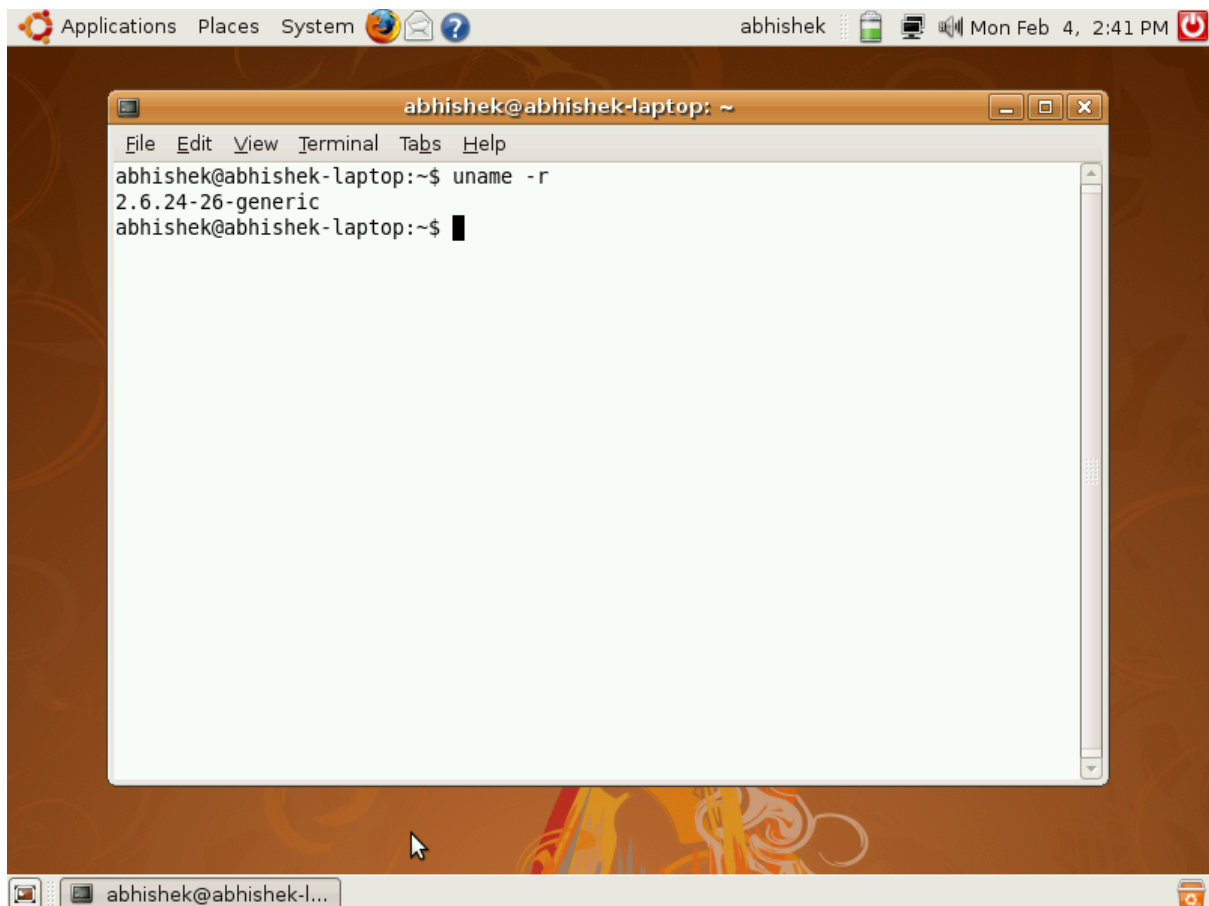 Applications Places System abhishek Mon Feb 4, 2:41 PM
abhishek@abhishek-laptop: ~
File Edit View Terminal Tabs Help
abhishek@abhishek-laptop:~$ uname -r
2.6.24-26-generic
abhishek@abhishek-laptop:~$
abhishek@abhishek-l...